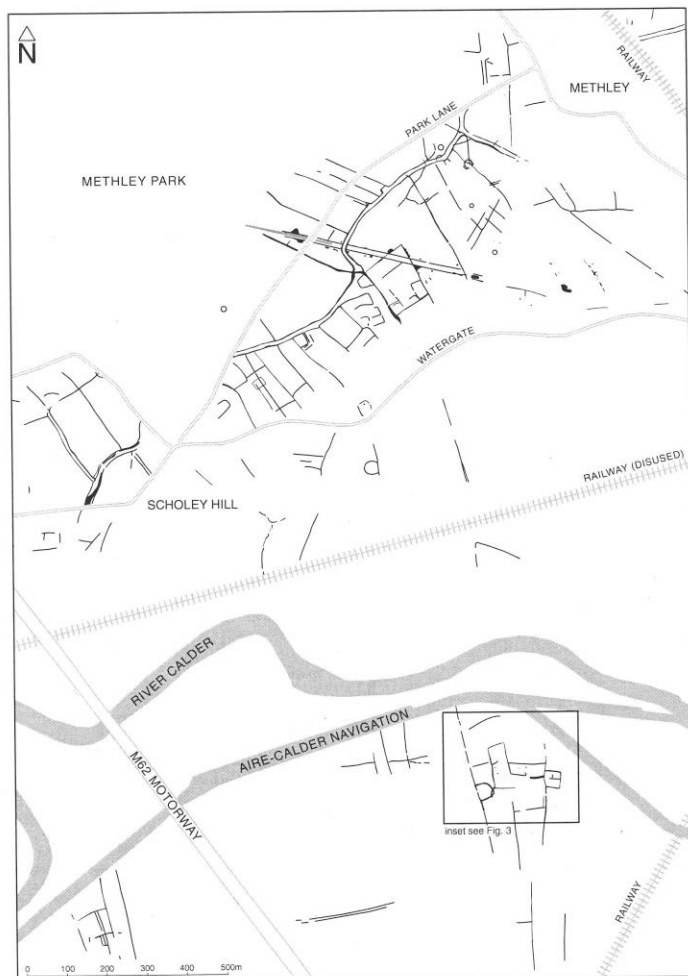 N
RAILWAY
METHLEY
PARK LANE
METHLEY PARK
WATERGATE
RAILWAY (DISUSED)
SCHOLEY HILL
RIVER CALDER
AIRE-CALDER NAVIGATION
M62 MOTORWAY
inset see Fig. 3
RAILWAY
0 100 200 300 400 500m